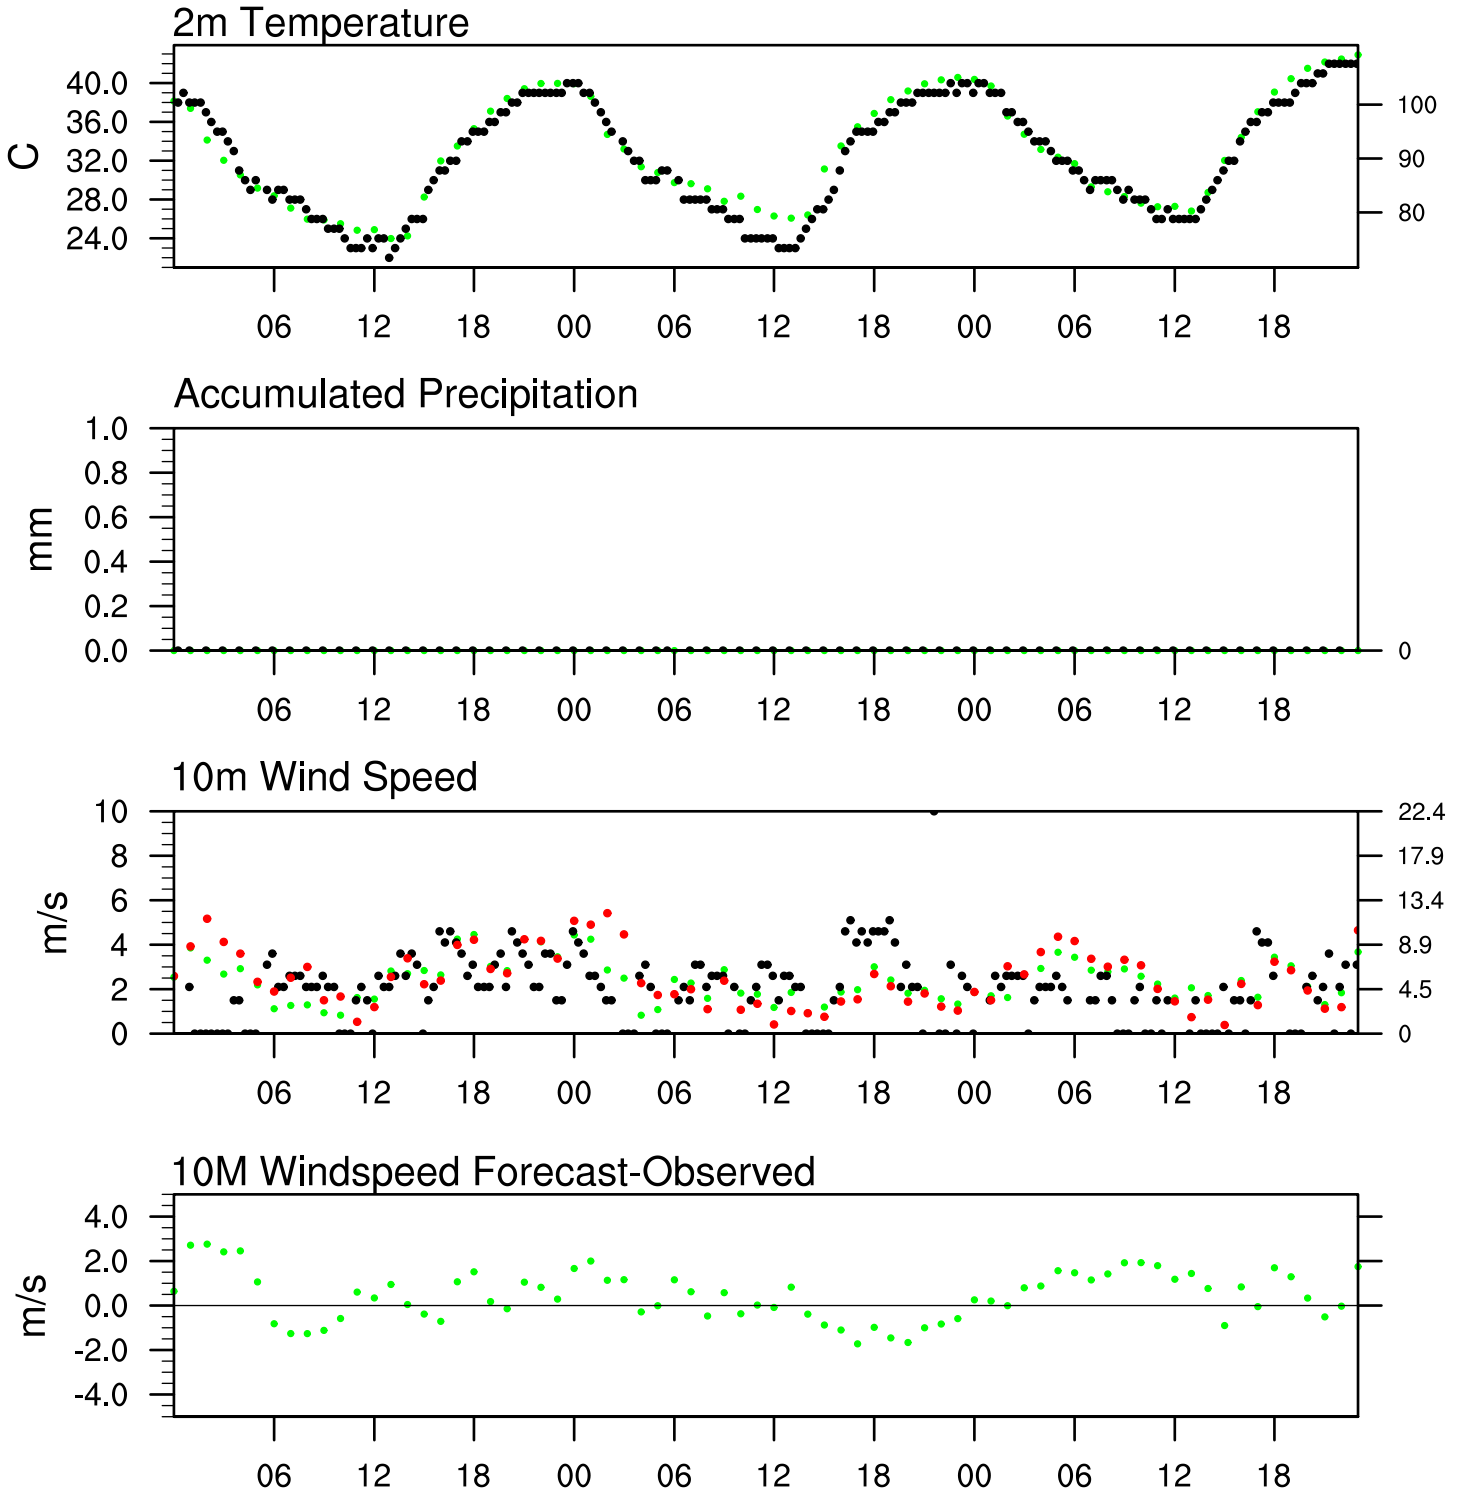 2m Temperature
40.0
36.0
32.0
28.0
24.0
C
100
90
80
06 12 18 00 06 12 18 00 06 12 18
Accumulated Precipitation
1.0
0.8
0.6
0.4
0.2
0.0
mm
0
06 12 18 00 06 12 18 00 06 12 18
10m Wind Speed
10
8
6
4
2
0
m/s
22.4
17.9
13.4
8.9
4.5
0
06 12 18 00 06 12 18 00 06 12 18
10M Windspeed Forecast-Observed
4.0
2.0
0.0
-2.0
-4.0
m/s
06 12 18 00 06 12 18 00 06 12 18